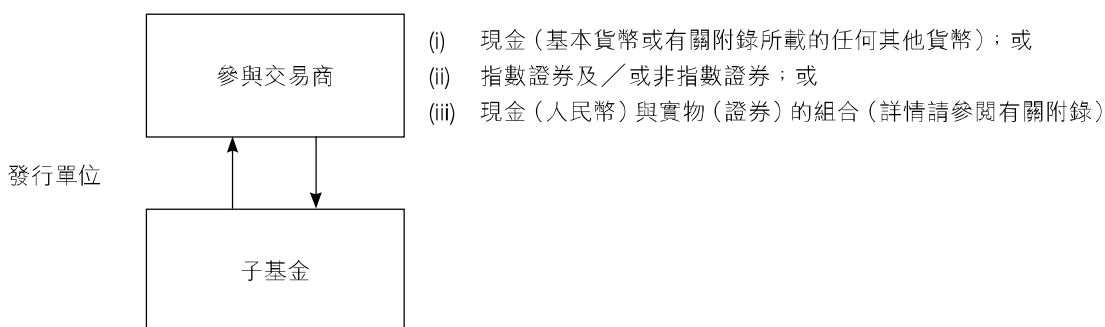 參與交易商
(i) 現金（基本貨幣或有關附錄所載的任何其他貨幣）；或
(ii) 指數證券及／或非指數證券；或
(iii) 現金（人民幣）與實物（證券）的組合（詳情請參閱有關附錄）
發行單位
子基金